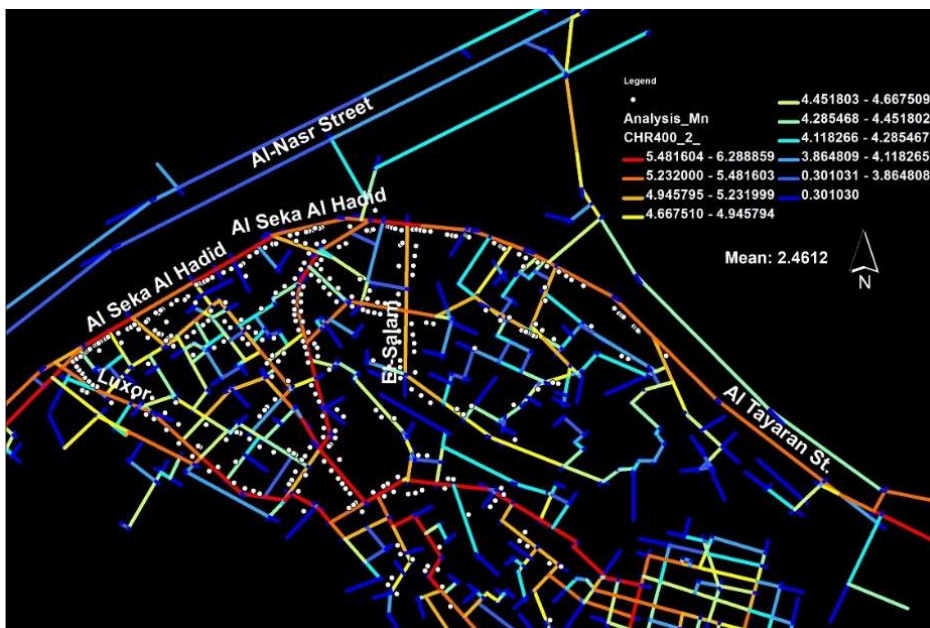 Al-Nasr Street
Al Seka Al Hadid
Al Seka Al Hadid
Luxor
El-Salam
Al Tayaran St.
Legend
Analysis_Mn
CHR400_2_
5.481604 - 6.288859
5.232000 - 5.481603
4.945795 - 5.231999
4.667510 - 4.945794
4.451803 - 4.667509
4.285468 - 4.451802
4.118266 - 4.285467
3.864809 - 4.118265
0.301031 - 3.864808
0.301030
Mean: 2.4612
N